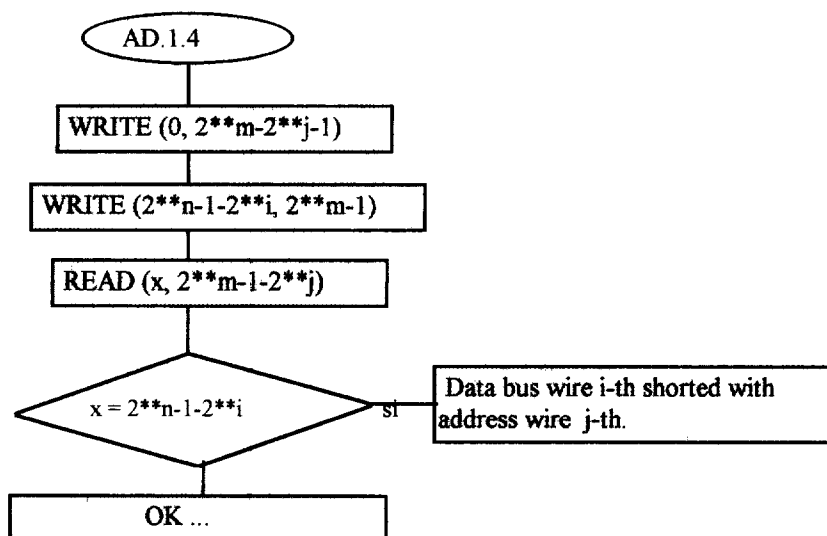 AD.1.4
WRITE (0, 2**m-2**j-1)
WRITE (2**n-1-2**i, 2**m-1)
READ (x, 2**m-1-2**j)
x = 2**n-1-2**i
si
Data bus wire i-th shorted with
address wire j-th.
OK ...